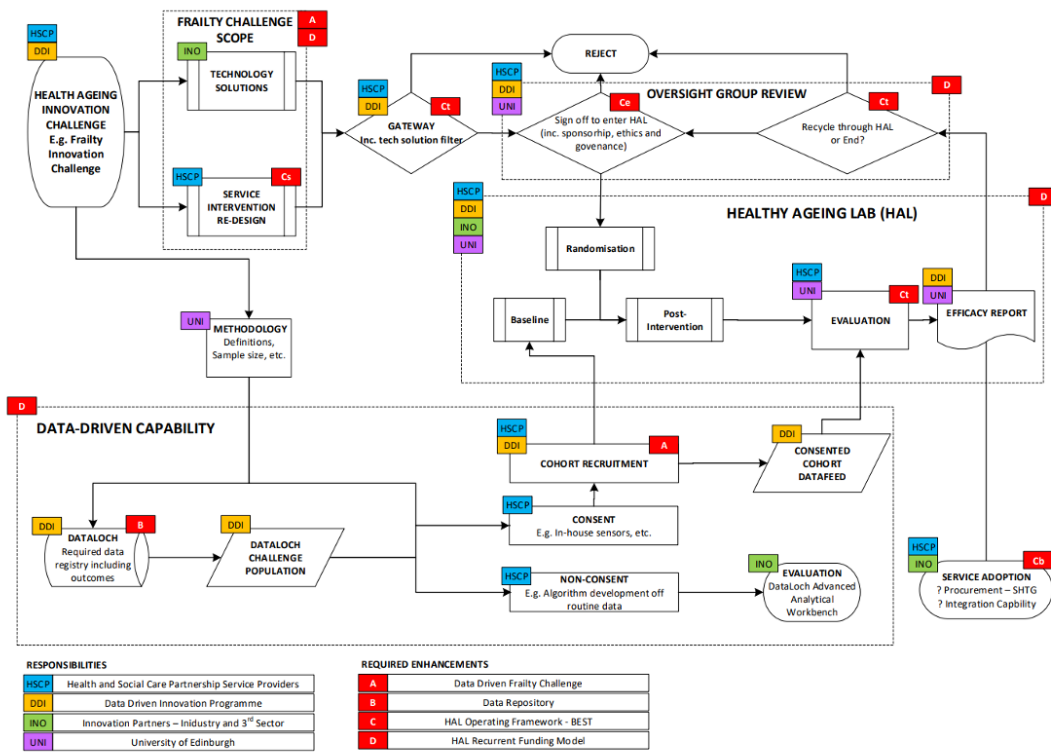 FRAILTY CHALLENGE
SCOPE
A
D
HSCP
DDI
HEALTH AGEING
INNOVATION
CHALLENGE
E.g. Frailty
Innovation
Challenge
INO
TECHNOLOGY
SOLUTIONS
HSCP
Cs
SERVICE
INTERVENTION
RE-DESIGN
HSCP
DDI
Ct
GATEWAY
Inc. tech solution filter
REJECT
HSCP
DDI
UNI
OVERSIGHT GROUP REVIEW
D
Ce
Sign off to enter HAL
(inc. sponsorhip, ethics and
govenance)
Ct
Recycle through HAL
or End?
HSCP
DDI
INO
UNI
HEALTHY AGEING LAB (HAL)
D
Randomisation
Baseline
Post-
Intervention
HSCP
UNI
Ct
EVALUATION
DDI
UNI
EFFICACY REPORT
UNI
METHODOLOGY
Definitions,
Sample size, etc.
D
DATA-DRIVEN CAPABILITY
HSCP
DDI
A
COHORT RECRUITMENT
DDI
CONSENTED
COHORT
DATAFEED
HSCP
CONSENT
E.g. In-house sensors, etc.
DDI
B
DATALOCH
Required data
registry including
outcomes
DDI
DATALOCH
CHALLENGE
POPULATION
HSCP
NON-CONSENT
E.g. Algorithm development off
routine data
INO
EVALUATION
DataLoch Advanced
Analytical
Workbench
HSCP
INO
Cb
SERVICE ADOPTION
? Procurement – SHTG
? Integration Capbility
RESPONSIBILITIES
HSCP Health and Social Care Partnership Service Providers
DDI Data Driven Innovation Programme
INO Innovation Partners – Inidustry and 3rd Sector
UNI University of Edinburgh
REQUIRED ENHANCEMENTS
A Data Driven Frailty Challenge
B Data Repository
C HAL Operating Framework - BEST
D HAL Recurrent Funding Model